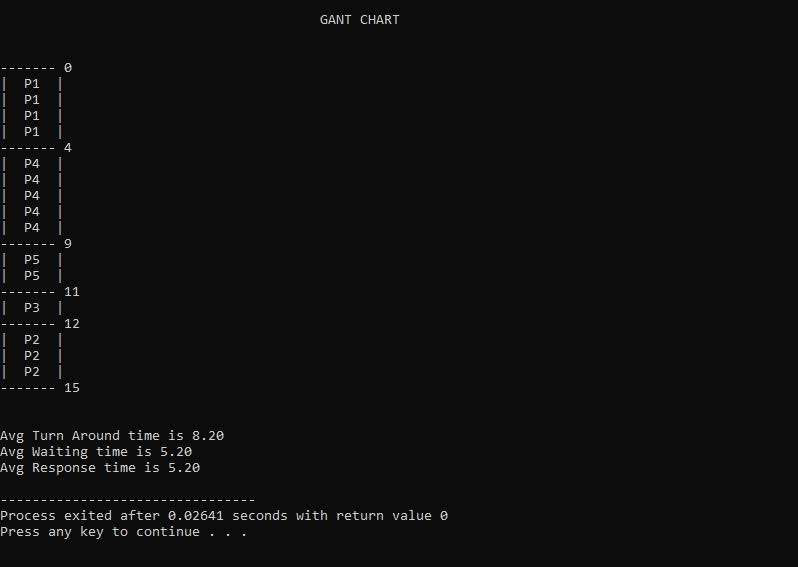 GANT CHART
------- 0
|  P1  |
|  P1  |
|  P1  |
|  P1  |
------- 4
|  P4  |
|  P4  |
|  P4  |
|  P4  |
|  P4  |
------- 9
|  P5  |
|  P5  |
------- 11
|  P3  |
------- 12
|  P2  |
|  P2  |
|  P2  |
------- 15
Avg Turn Around time is 8.20
Avg Waiting time is 5.20
Avg Response time is 5.20
--------------------------------
Process exited after 0.02641 seconds with return value 0
Press any key to continue . . .